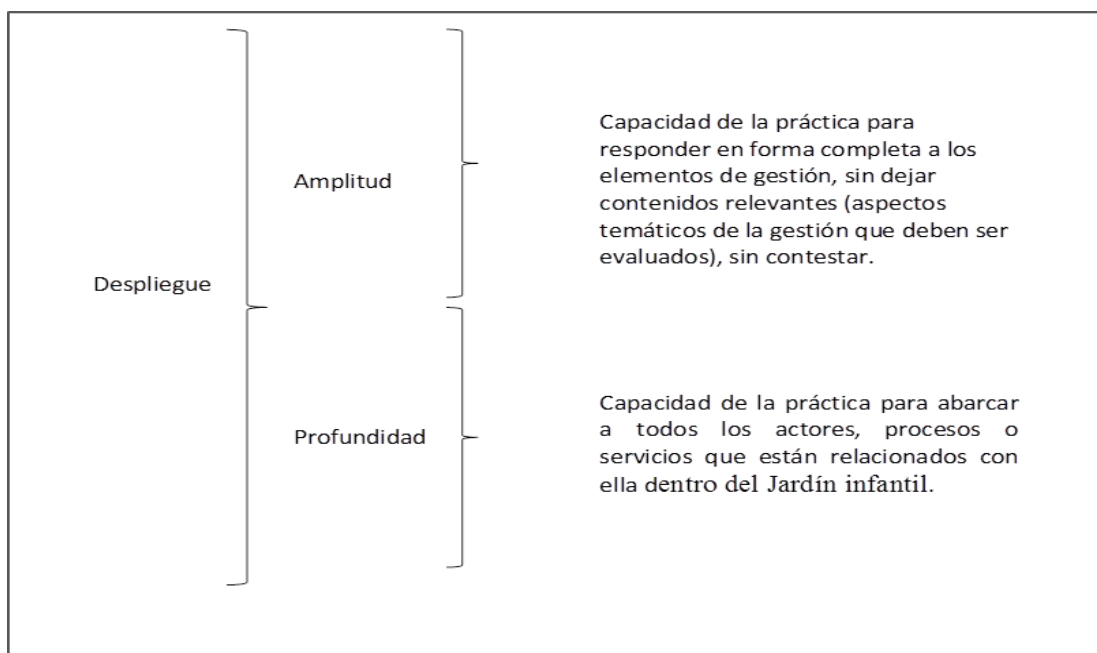 Despliegue
Amplitud
Capacidad de la práctica para
responder en forma completa a los
elementos de gestión, sin dejar
contenidos relevantes (aspectos
temáticos de la gestión que deben ser
evaluados), sin contestar.
Profundidad
Capacidad de la práctica para abarcar
a todos los actores, procesos o
servicios que están relacionados con
ella dentro del Jardín infantil.